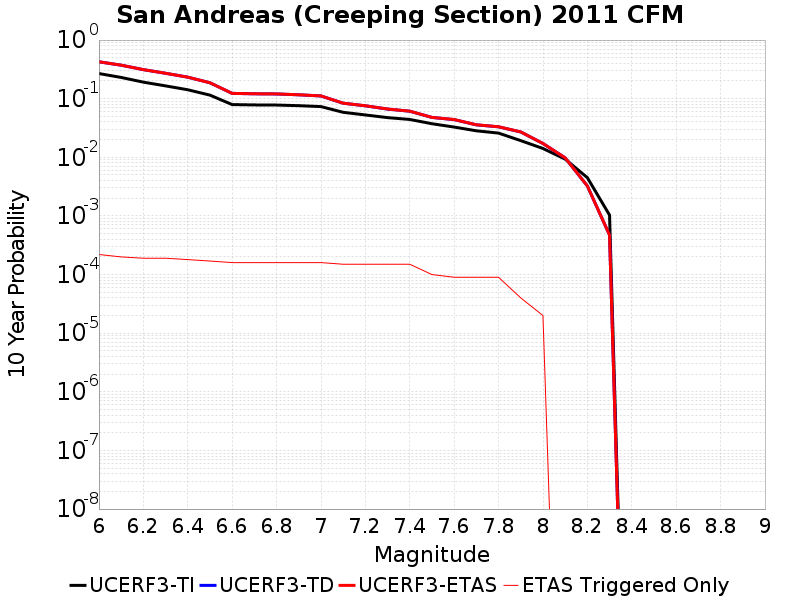 San Andreas (Creeping Section) 2011 CFM
10 Year Probability
10^0
10^-1
10^-2
10^-3
10^-4
10^-5
10^-6
10^-7
10^-8
6 6.2 6.4 6.6 6.8 7 7.2 7.4 7.6 7.8 8 8.2 8.4 8.6 8.8 9
Magnitude
UCERF3-TI UCERF3-TD UCERF3-ETAS ETAS Triggered Only